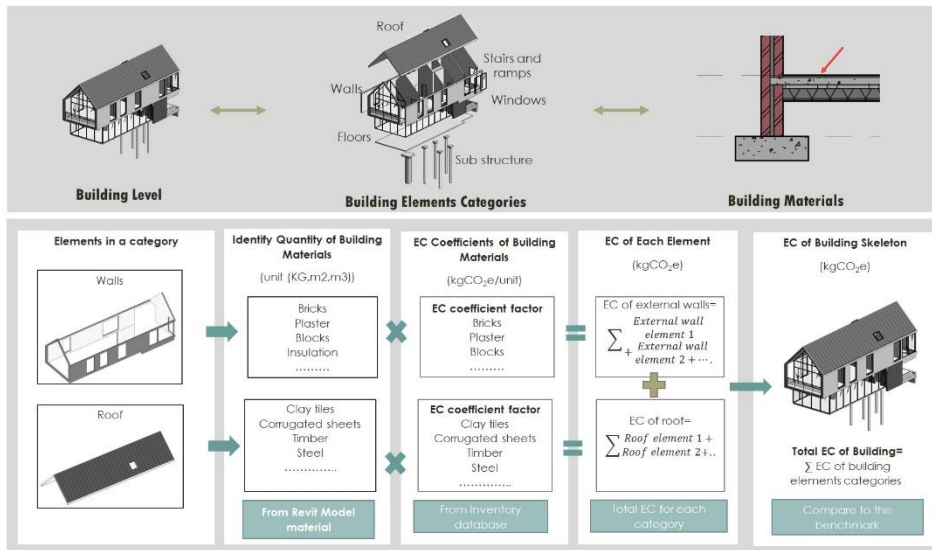 Roof
Stairs and
ramps
Walls
Windows
Floors
Sub structure
Building Level
Building Elements Categories
Building Materials
Elements in a category
Walls
Roof
Identify Quantity of Building
Materials
(unit (KG,m2,m3))
Bricks
Plaster
Blocks
Insulation
………
Clay tiles
Corrugated sheets
Timber
Steel
…………..
From Revit Model
material
EC Coefficients of Building
Materials
(kgCO₂e/unit)
EC coefficient factor
Bricks
Plaster
Blocks
………
EC coefficient factor
Clay tiles
Corrugated sheets
Timber
Steel
…………..
From Inventory
database
EC of Each Element
(kgCO₂e)
EC of external walls=
∑ External wall
element 1
+ External wall
element 2 + ⋯ .
EC of roof=
∑ Roof element 1 +
Roof element 2+..
Total EC for each
category
EC of Building Skeleton
(kgCO₂e)
Total EC of Building=
∑ EC of building
elements categories
Compare to the
benchmark